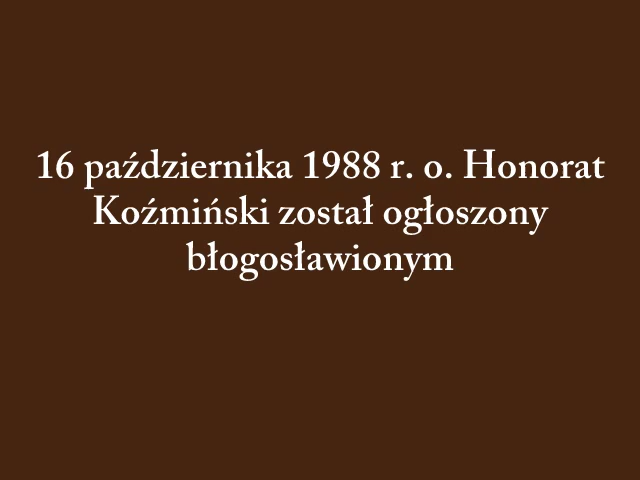 16 października 1988 r. o. Honorat
Koźmiński został ogłoszony
błogosławionym